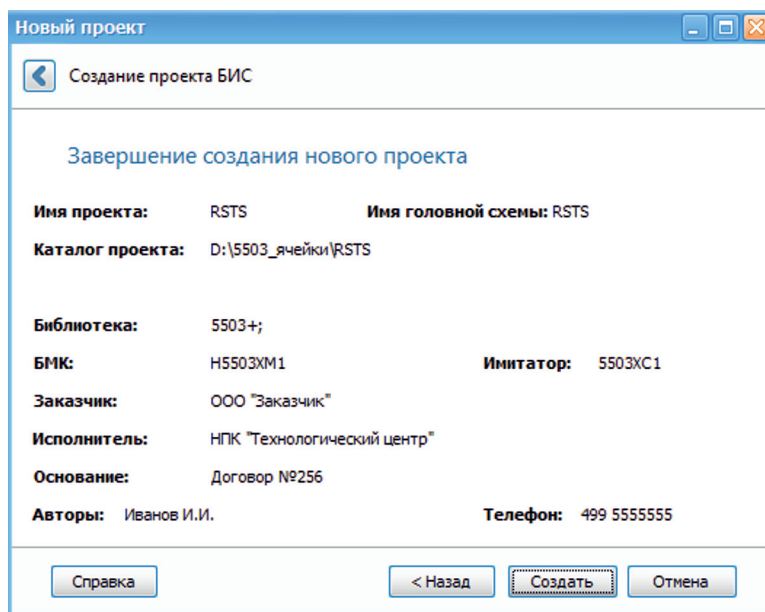 Новый проект
Создание проекта БИС
Завершение создания нового проекта
Имя проекта: RSTS Имя головной схемы: RSTS
Каталог проекта: D:\5503_ячейки\RSTS
Библиотека: 5503+;
БМК: Н5503ХМ1 Имитатор: 5503ХС1
Заказчик: ООО "Заказчик"
Исполнитель: НПК "Технологический центр"
Основание: Договор №256
Авторы: Иванов И.И. Телефон: 499 5555555
Справка < Назад Создать Отмена